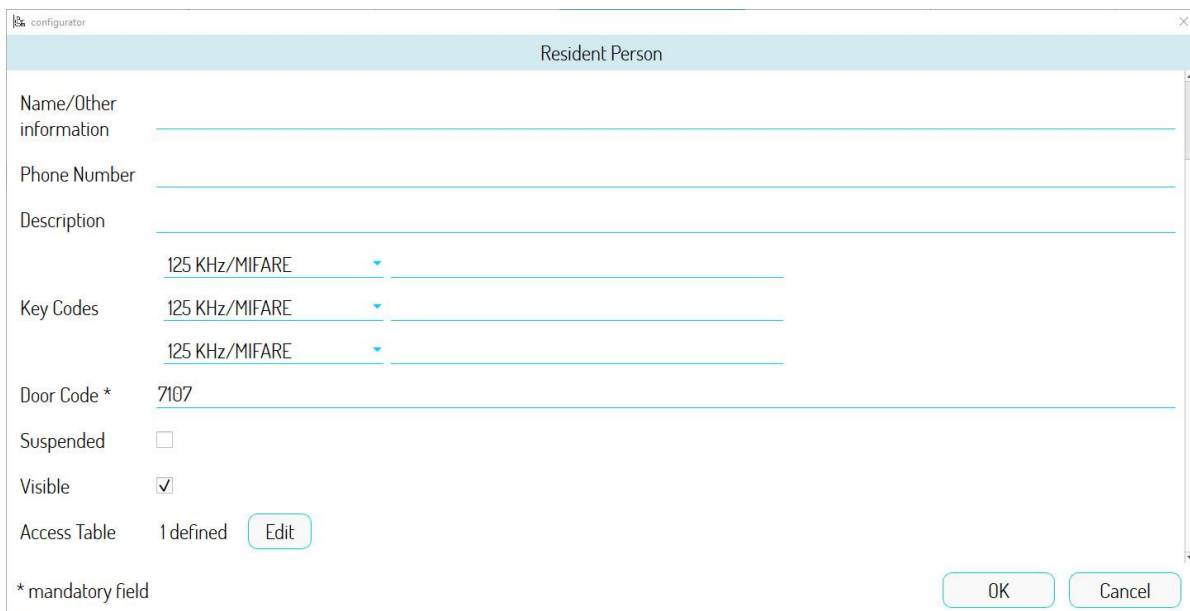 configurator
Resident Person
Name/Other
information
Phone Number
Description
125 KHz/MIFARE
Key Codes
125 KHz/MIFARE
125 KHz/MIFARE
Door Code *
7107
Suspended
Visible
Access Table
1 defined
Edit
* mandatory field
OK
Cancel